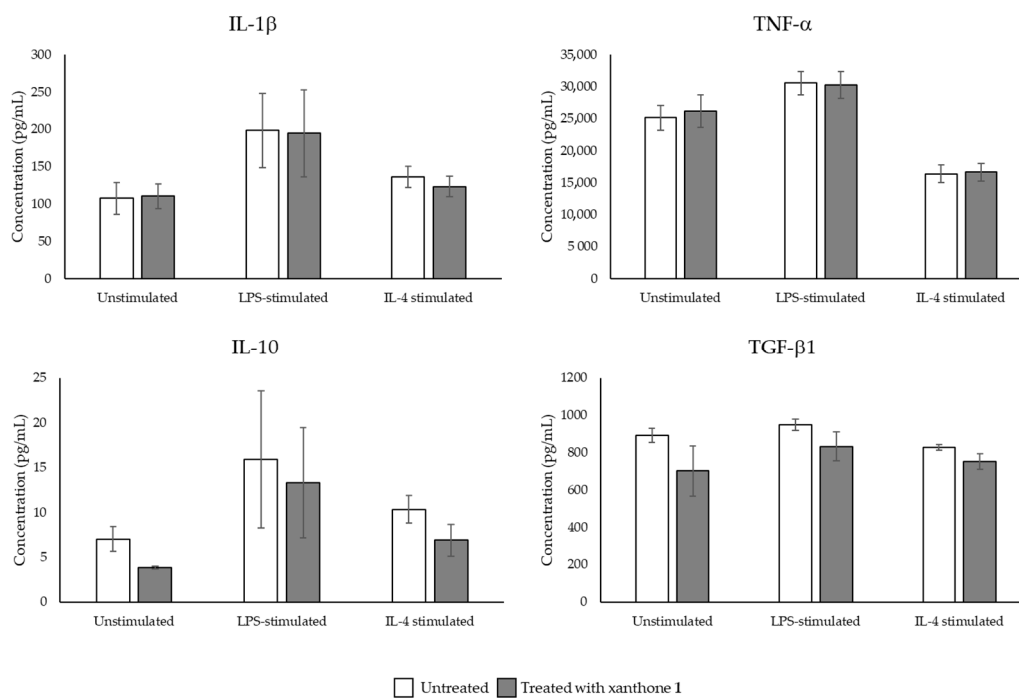 IL-1β
Concentration (pg/mL)
300
250
200
150
100
50
0
Unstimulated LPS-stimulated IL-4 stimulated
TNF-α
Concentration (pg/mL)
35,000
30,000
25,000
20,000
15,000
10,000
5 000
0
Unstimulated LPS-stimulated IL-4 stimulated
IL-10
Concentration (pg/mL)
25
20
15
10
5
0
Unstimulated LPS-stimulated IL-4 stimulated
TGF-β1
Concentration (pg/mL)
1200
1000
800
600
400
200
0
Unstimulated LPS-stimulated IL-4 stimulated
Untreated Treated with xanthone 1